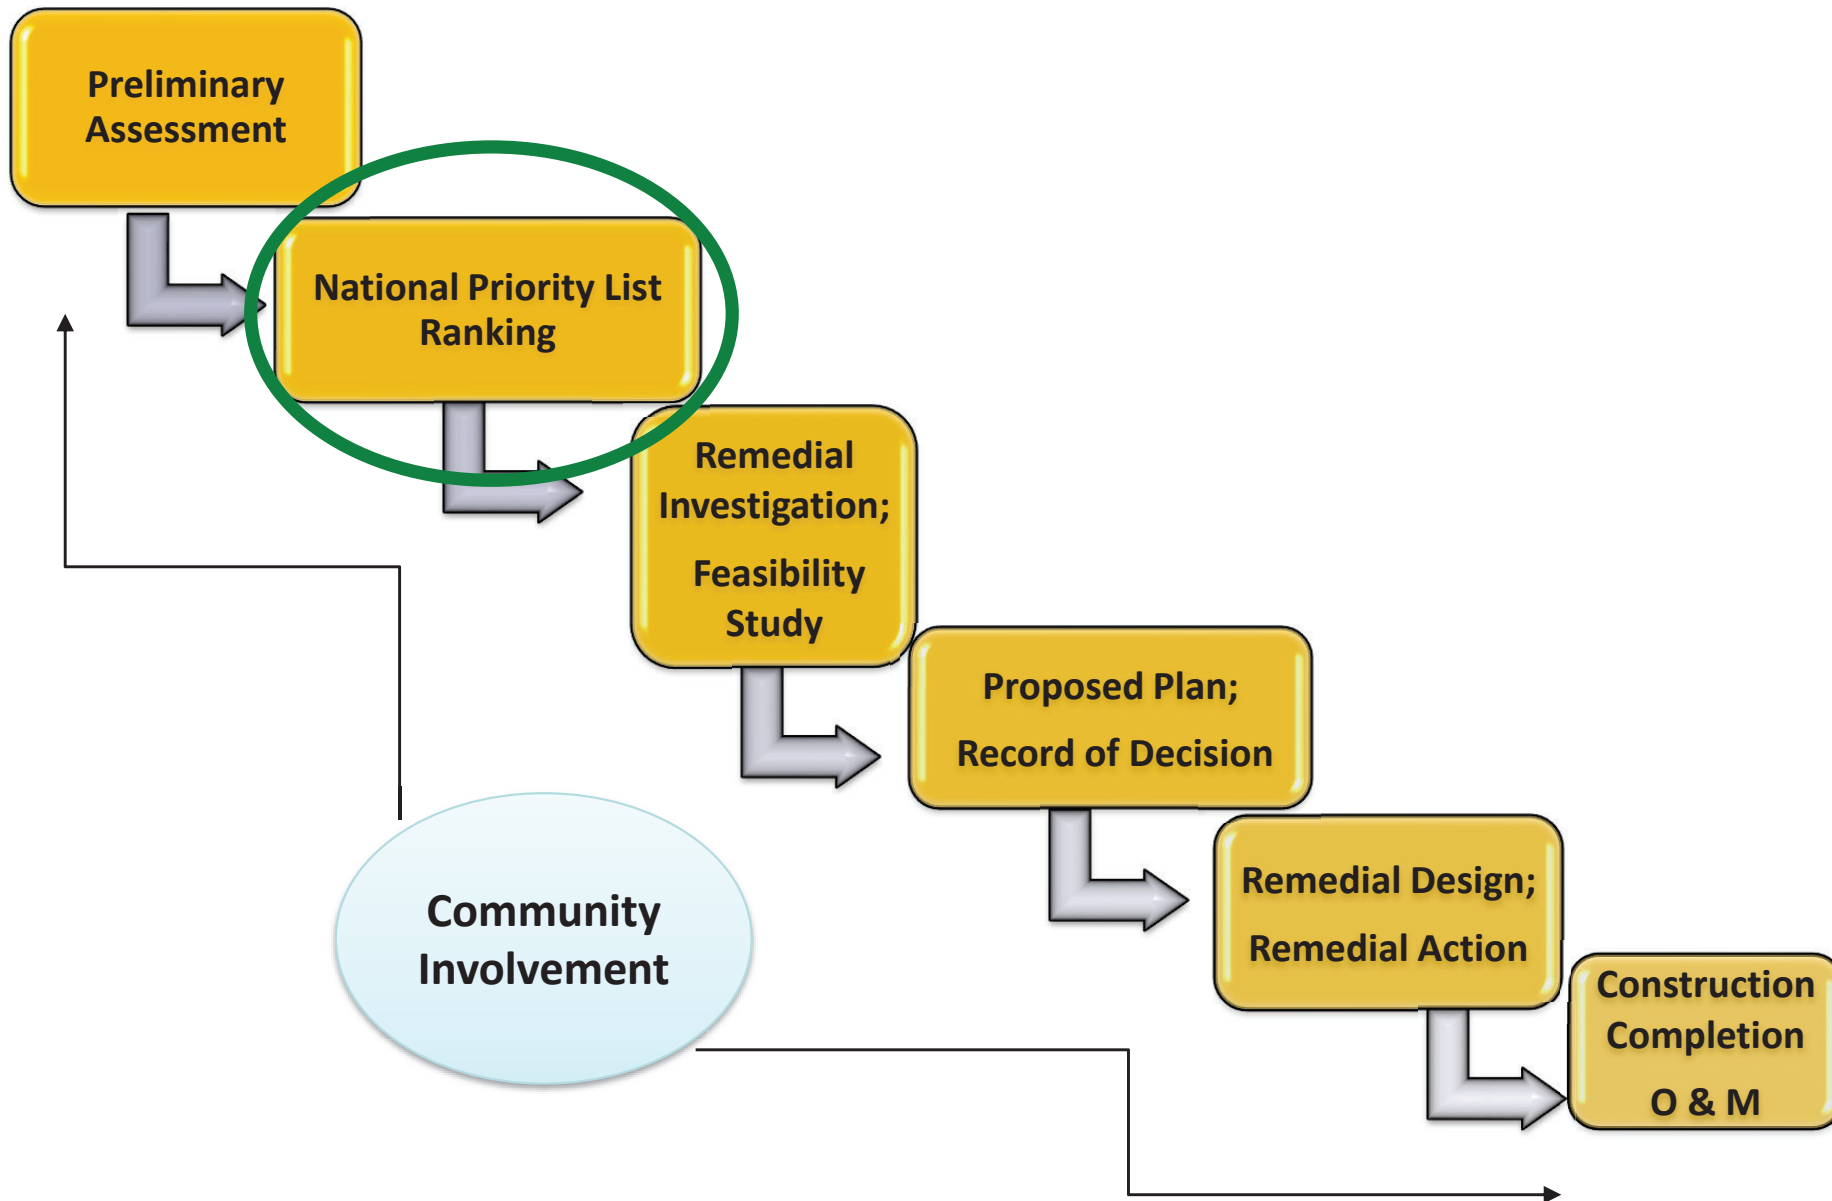 Preliminary
Assessment
National Priority List
Ranking
Remedial
Investigation;
Feasibility
Study
Proposed Plan;
Record of Decision
Remedial Design;
Remedial Action
Construction
Completion
O & M
Community
Involvement